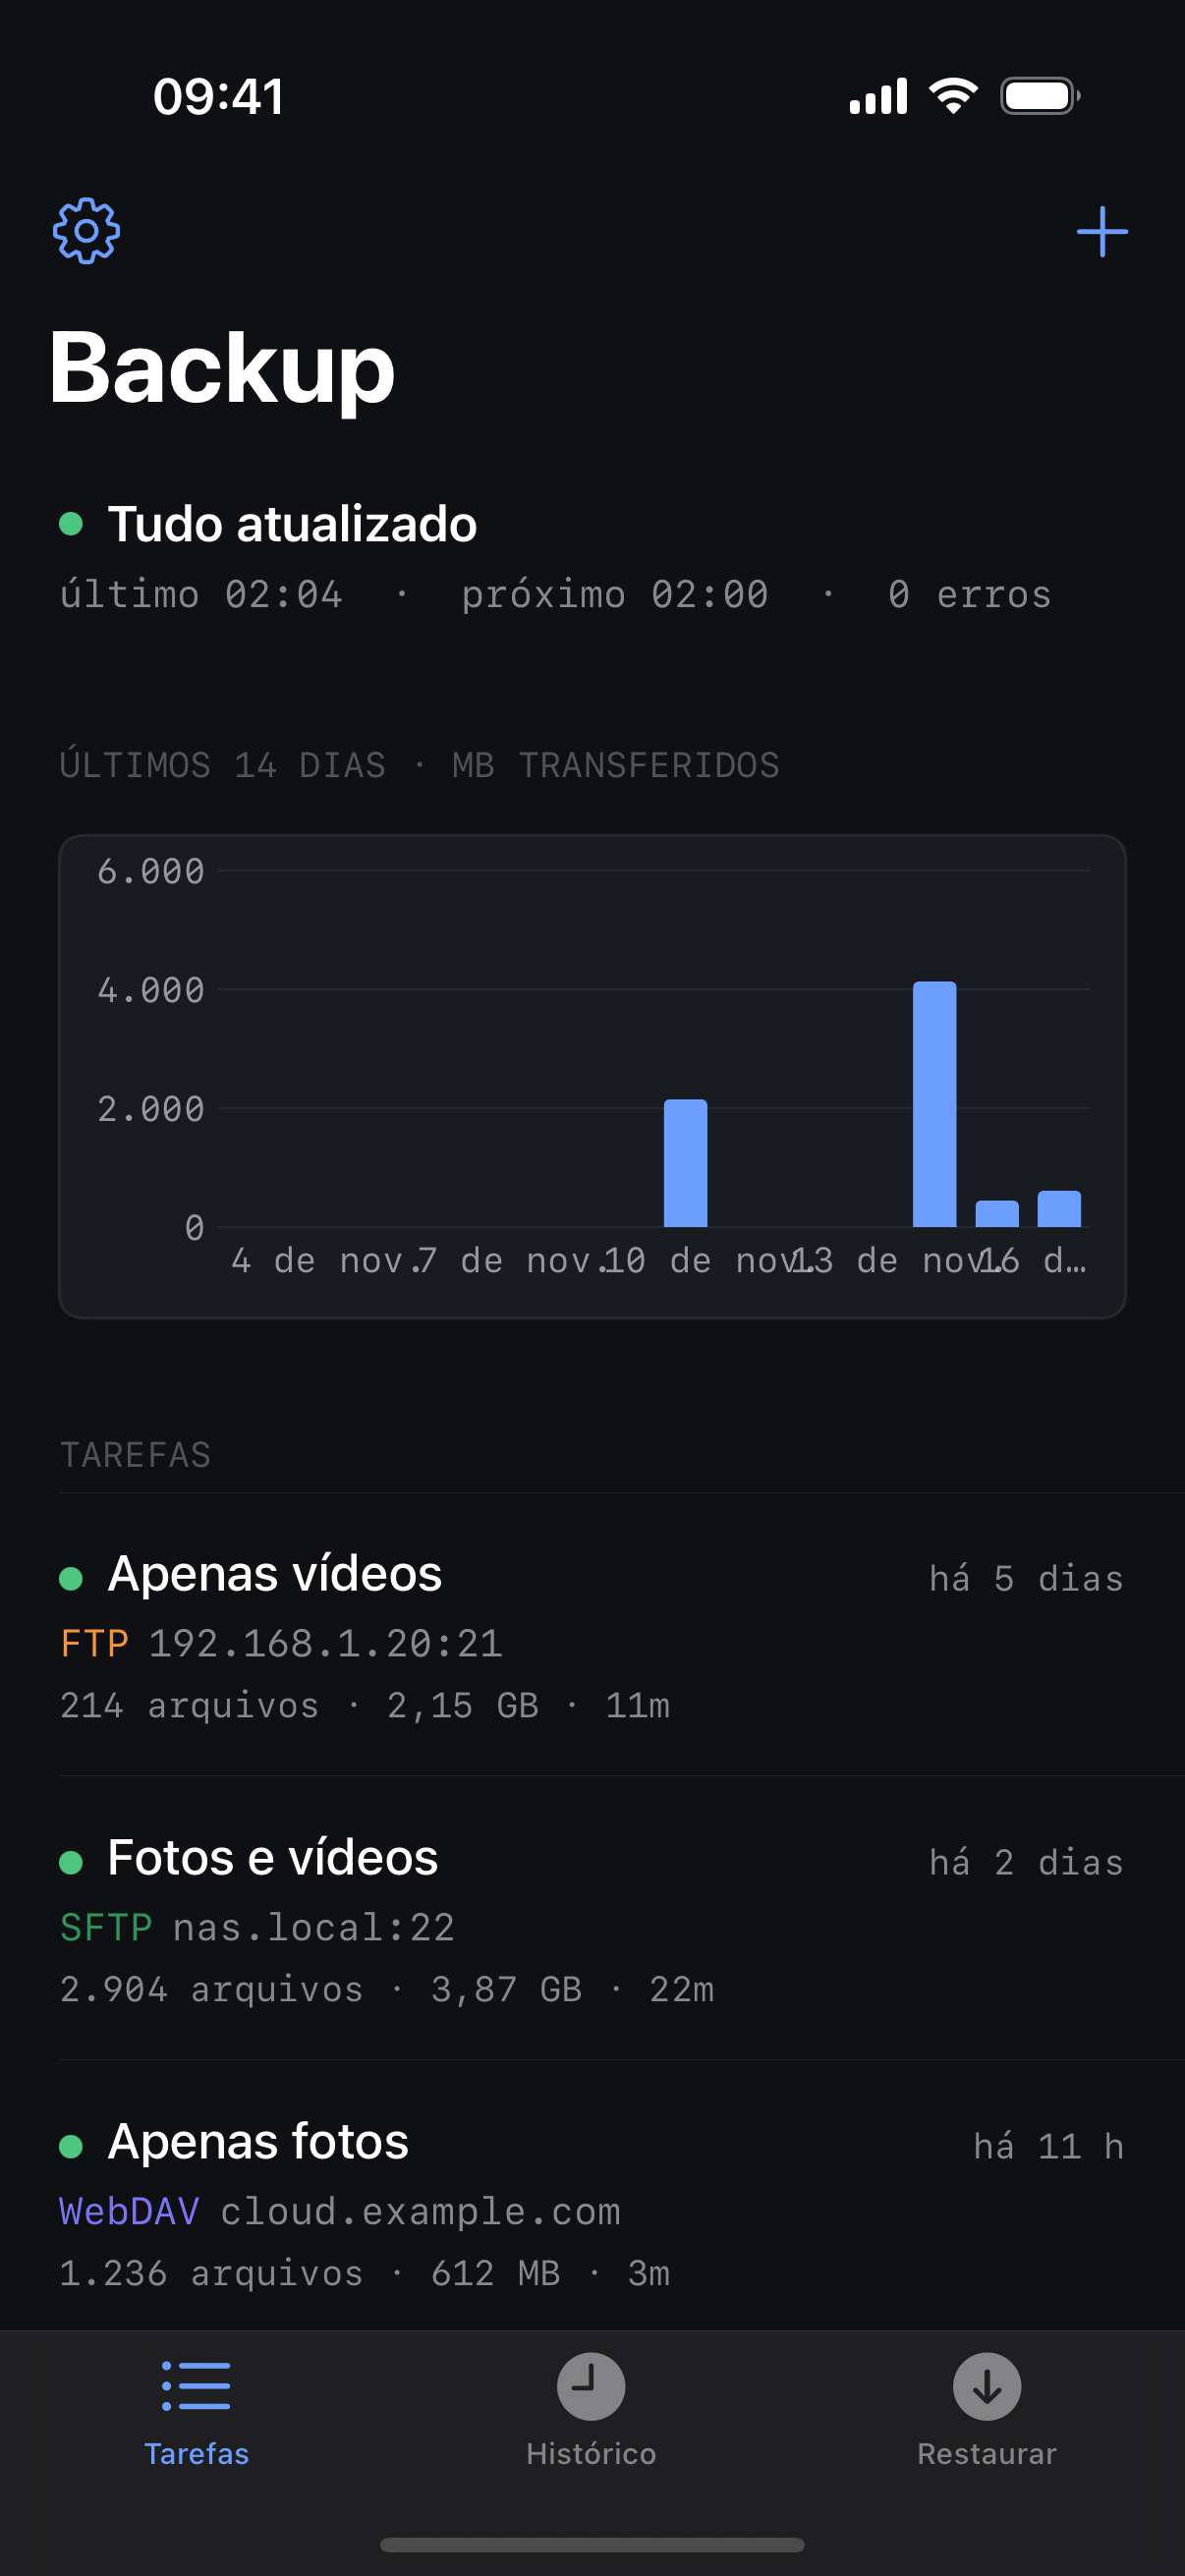 09:41
Backup
Tudo atualizado
último 02:04 · próximo 02:00 · 0 erros
ÚLTIMOS 14 DIAS · MB TRANSFERIDOS
6.000
4.000
2.000
0
4 de nov. 7 de nov. 10 de nov. 13 de nov. 16 d…
TAREFAS
Apenas vídeos há 5 dias
FTP 192.168.1.20:21
214 arquivos · 2,15 GB · 11m
Fotos e vídeos há 2 dias
SFTP nas.local:22
2.904 arquivos · 3,87 GB · 22m
Apenas fotos há 11 h
WebDAV cloud.example.com
1.236 arquivos · 612 MB · 3m
Tarefas Histórico Restaurar